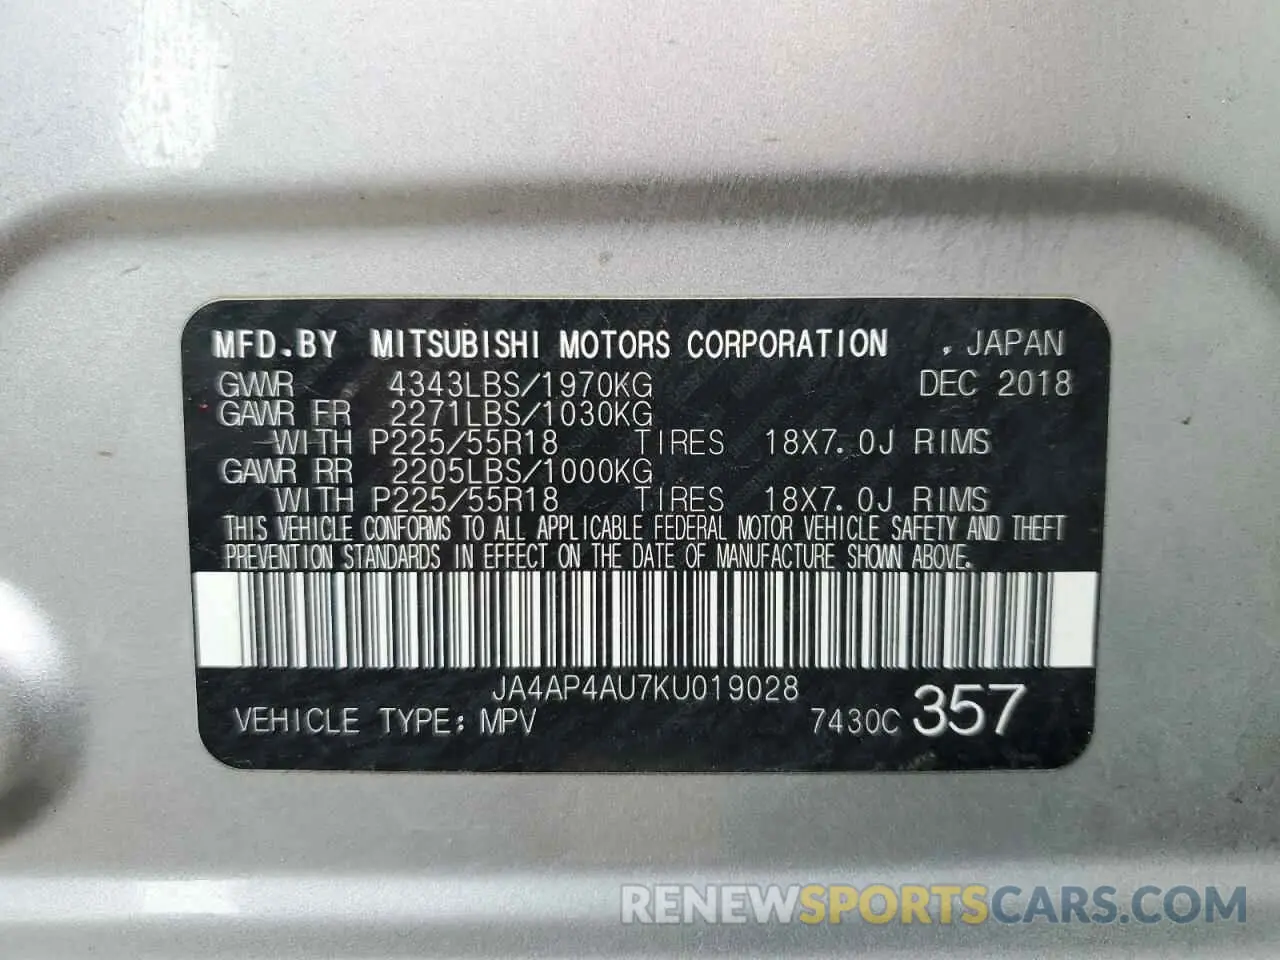 MFD.BY MITSUBISHI MOTORS CORPORATION , JAPAN
GVWR 4343LBS/1970KG DEC 2018
GAWR FR 2271LBS/1030KG
WITH P225/55R18 TIRES 18X7.0J RIMS
GAWR RR 2205LBS/1000KG
WITH P225/55R18 TIRES 18X7.0J RIMS
THIS VEHICLE CONFORMS TO ALL APPLICABLE FEDERAL MOTOR VEHICLE SAFETY AND THEFT
PREVENTION STANDARDS IN EFFECT ON THE DATE OF MANUFACTURE SHOWN ABOVE.
JA4AP4AU7KU019028
VEHICLE TYPE: MPV 7430C 357
RENEWSPORTSCARS.COM